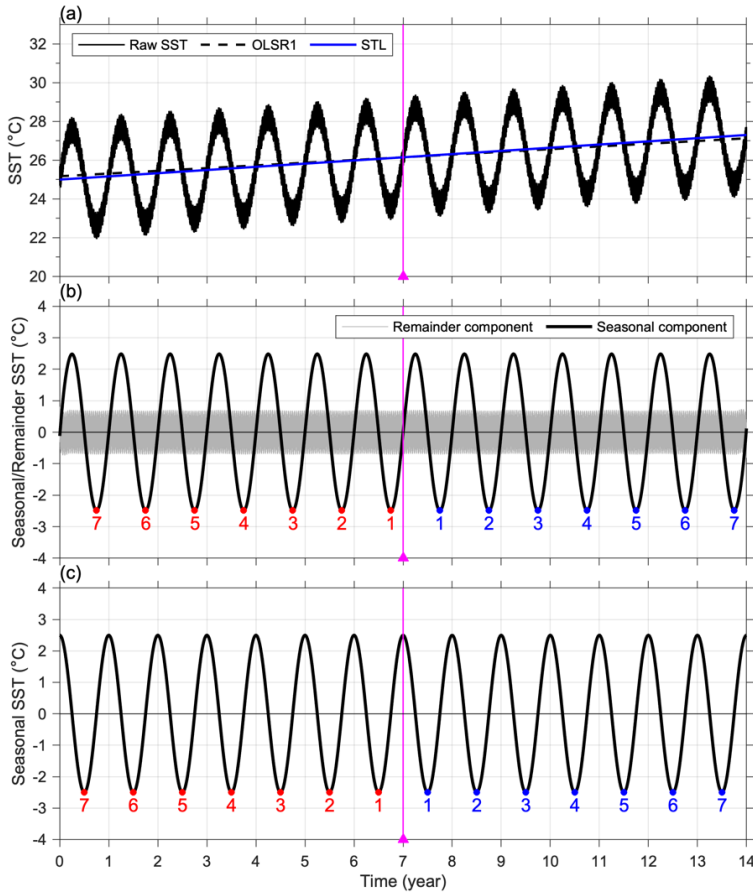 (a)
Raw SST OLSR1 STL
32
30
28
26
24
22
20
SST (°C)
(b)
Remainder component Seasonal component
4
3
2
1
0
-1
-2
-3
-4
Seasonal/Remainder SST (°C)
7 6 5 4 3 2 1 1 2 3 4 5 6 7
(c)
4
3
2
1
0
-1
-2
-3
-4
Seasonal SST (°C)
7 6 5 4 3 2 1 1 2 3 4 5 6 7
0 1 2 3 4 5 6 7 8 9 10 11 12 13 14
Time (year)